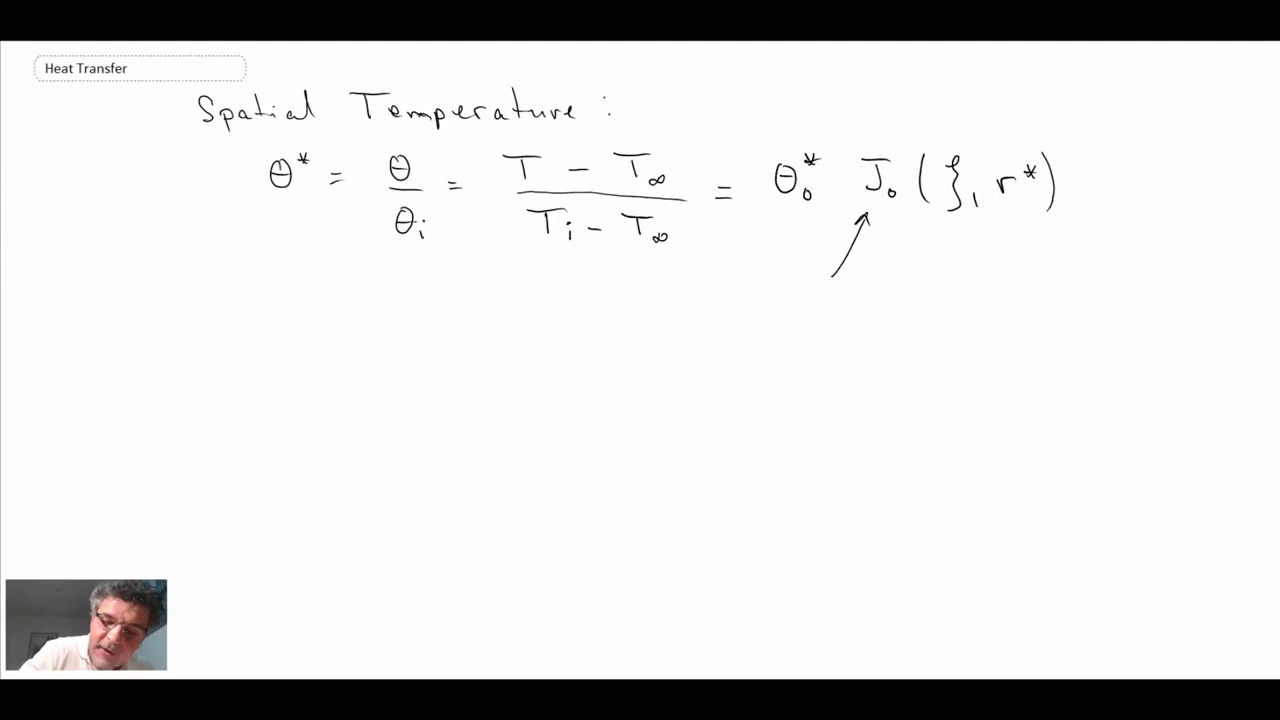 Heat Transfer
Spatial Temperature :
θ* = θ / θᵢ = (T - T∞) / (Tᵢ - T∞) = θ₀* J₀ (ζ₁ r*)